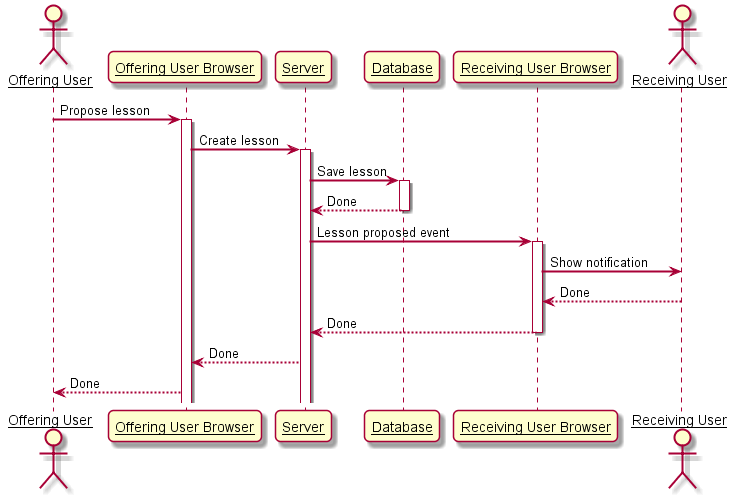 Offering User
Offering User Browser
Server
Database
Receiving User Browser
Receiving User
Propose lesson
Create lesson
Save lesson
Done
Lesson proposed event
Show notification
Done
Done
Done
Done
Offering User
Offering User Browser
Server
Database
Receiving User Browser
Receiving User